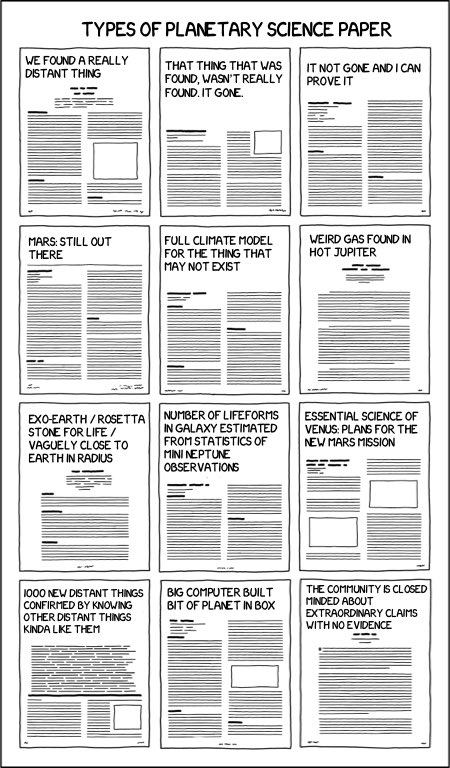 TYPES OF PLANETARY SCIENCE PAPER
WE FOUND A REALLY
DISTANT THING
THAT THING THAT WAS
FOUND, WASN'T REALLY
FOUND. IT GONE.
IT NOT GONE AND I CAN
PROVE IT
MARS: STILL OUT
THERE
FULL CLIMATE MODEL
FOR THE THING THAT
MAY NOT EXIST
WEIRD GAS FOUND IN
HOT JUPITER
EXO-EARTH / ROSETTA
STONE FOR LIFE /
VAGUELY CLOSE TO
EARTH IN RADIUS
NUMBER OF LIFEFORMS
IN GALAXY ESTIMATED
FROM STATISTICS OF
MINI NEPTUNE
OBSERVATIONS
ESSENTIAL SCIENCE OF
VENUS: PLANS FOR THE
NEW MARS MISSION
1000 NEW DISTANT THINGS
CONFIRMED BY KNOWING
OTHER DISTANT THINGS
KINDA LIKE THEM
BIG COMPUTER BUILT
BIT OF PLANET IN BOX
THE COMMUNITY IS CLOSED
MINDED ABOUT
EXTRAORDINARY CLAIMS
WITH NO EVIDENCE